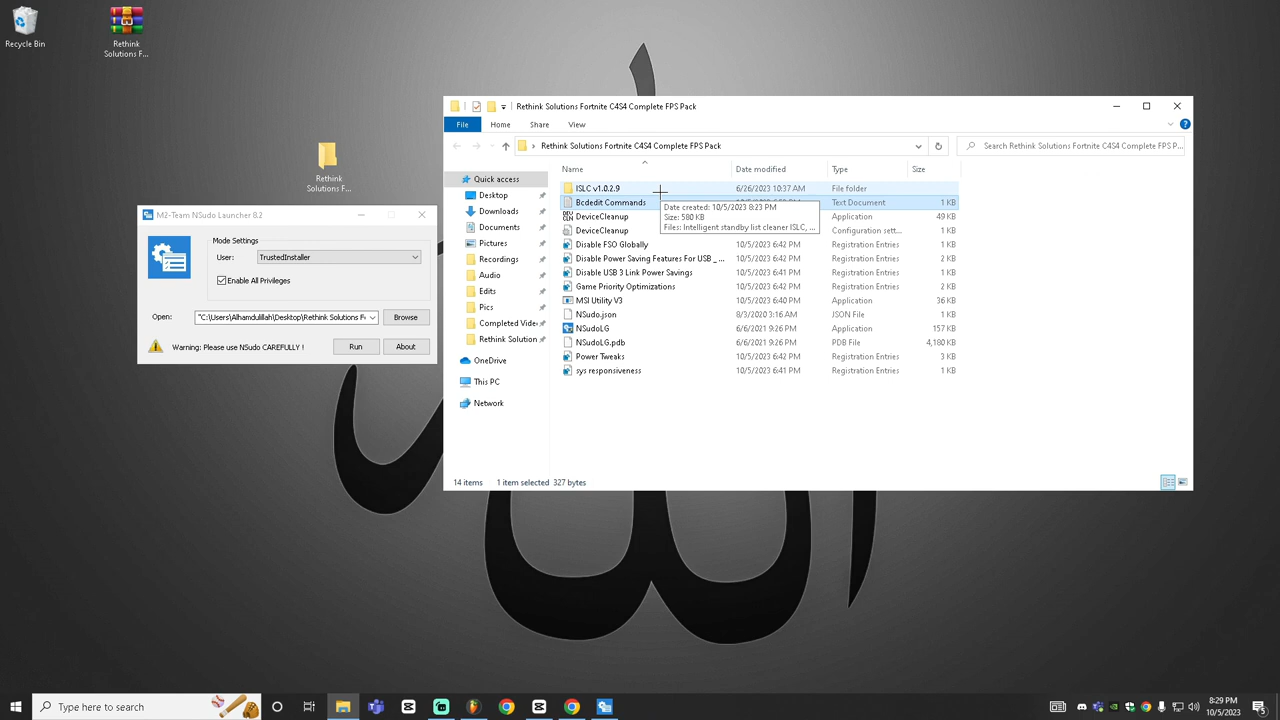 Recycle Bin
Rethink
Solutions F...
Rethink
Solutions F...
M2-Team NSudo Launcher 8.2
Mode Settings
User:
TrustedInstaller
Enable All Privileges
Open:
"C:\Users\Alhamdulillah\Desktop\Rethink Solutions F
Browse
Warning: Please use NSudo CAREFULLY !
Run
About
Rethink Solutions Fortnite C4S4 Complete FPS Pack
File
Home
Share
View
Rethink Solutions Fortnite C4S4 Complete FPS Pack
Search Rethink Solutions Fortnite C4S4 Complete FPS P...
Quick access
Desktop
Downloads
Documents
Pictures
Recordings
Audio
Edits
Pics
Completed Vide
Rethink Solution
OneDrive
This PC
Network
Name Date modified Type Size
ISLC v1.0.2.9 6/26/2023 10:37 AM File folder
Bcdedit Commands Text Document 1 KB
DeviceCleanup Application 49 KB
DeviceCleanup Configuration sett... 1 KB
Disable FSO Globally 10/5/2023 6:42 PM Registration Entries 1 KB
Disable Power Saving Features For USB _ ... 10/5/2023 6:42 PM Registration Entries 2 KB
Disable USB 3 Link Power Savings 10/5/2023 6:41 PM Registration Entries 2 KB
Game Priority Optimizations 10/5/2023 6:42 PM Registration Entries 2 KB
MSI Utility V3 10/5/2023 6:40 PM Application 36 KB
NSudo.json 8/3/2020 3:16 AM JSON File 1 KB
NSudoLG 6/6/2021 9:26 PM Application 157 KB
NSudoLG.pdb 6/6/2021 9:26 PM PDB File 4,180 KB
Power Tweaks 10/5/2023 6:42 PM Registration Entries 3 KB
sys responsiveness 10/5/2023 6:41 PM Registration Entries 1 KB
Date created: 10/5/2023 8:23 PM
Size: 580 KB
Files: Intelligent standby list cleaner ISLC, ...
14 items 1 item selected 327 bytes
Type here to search
8:29 PM
10/5/2023